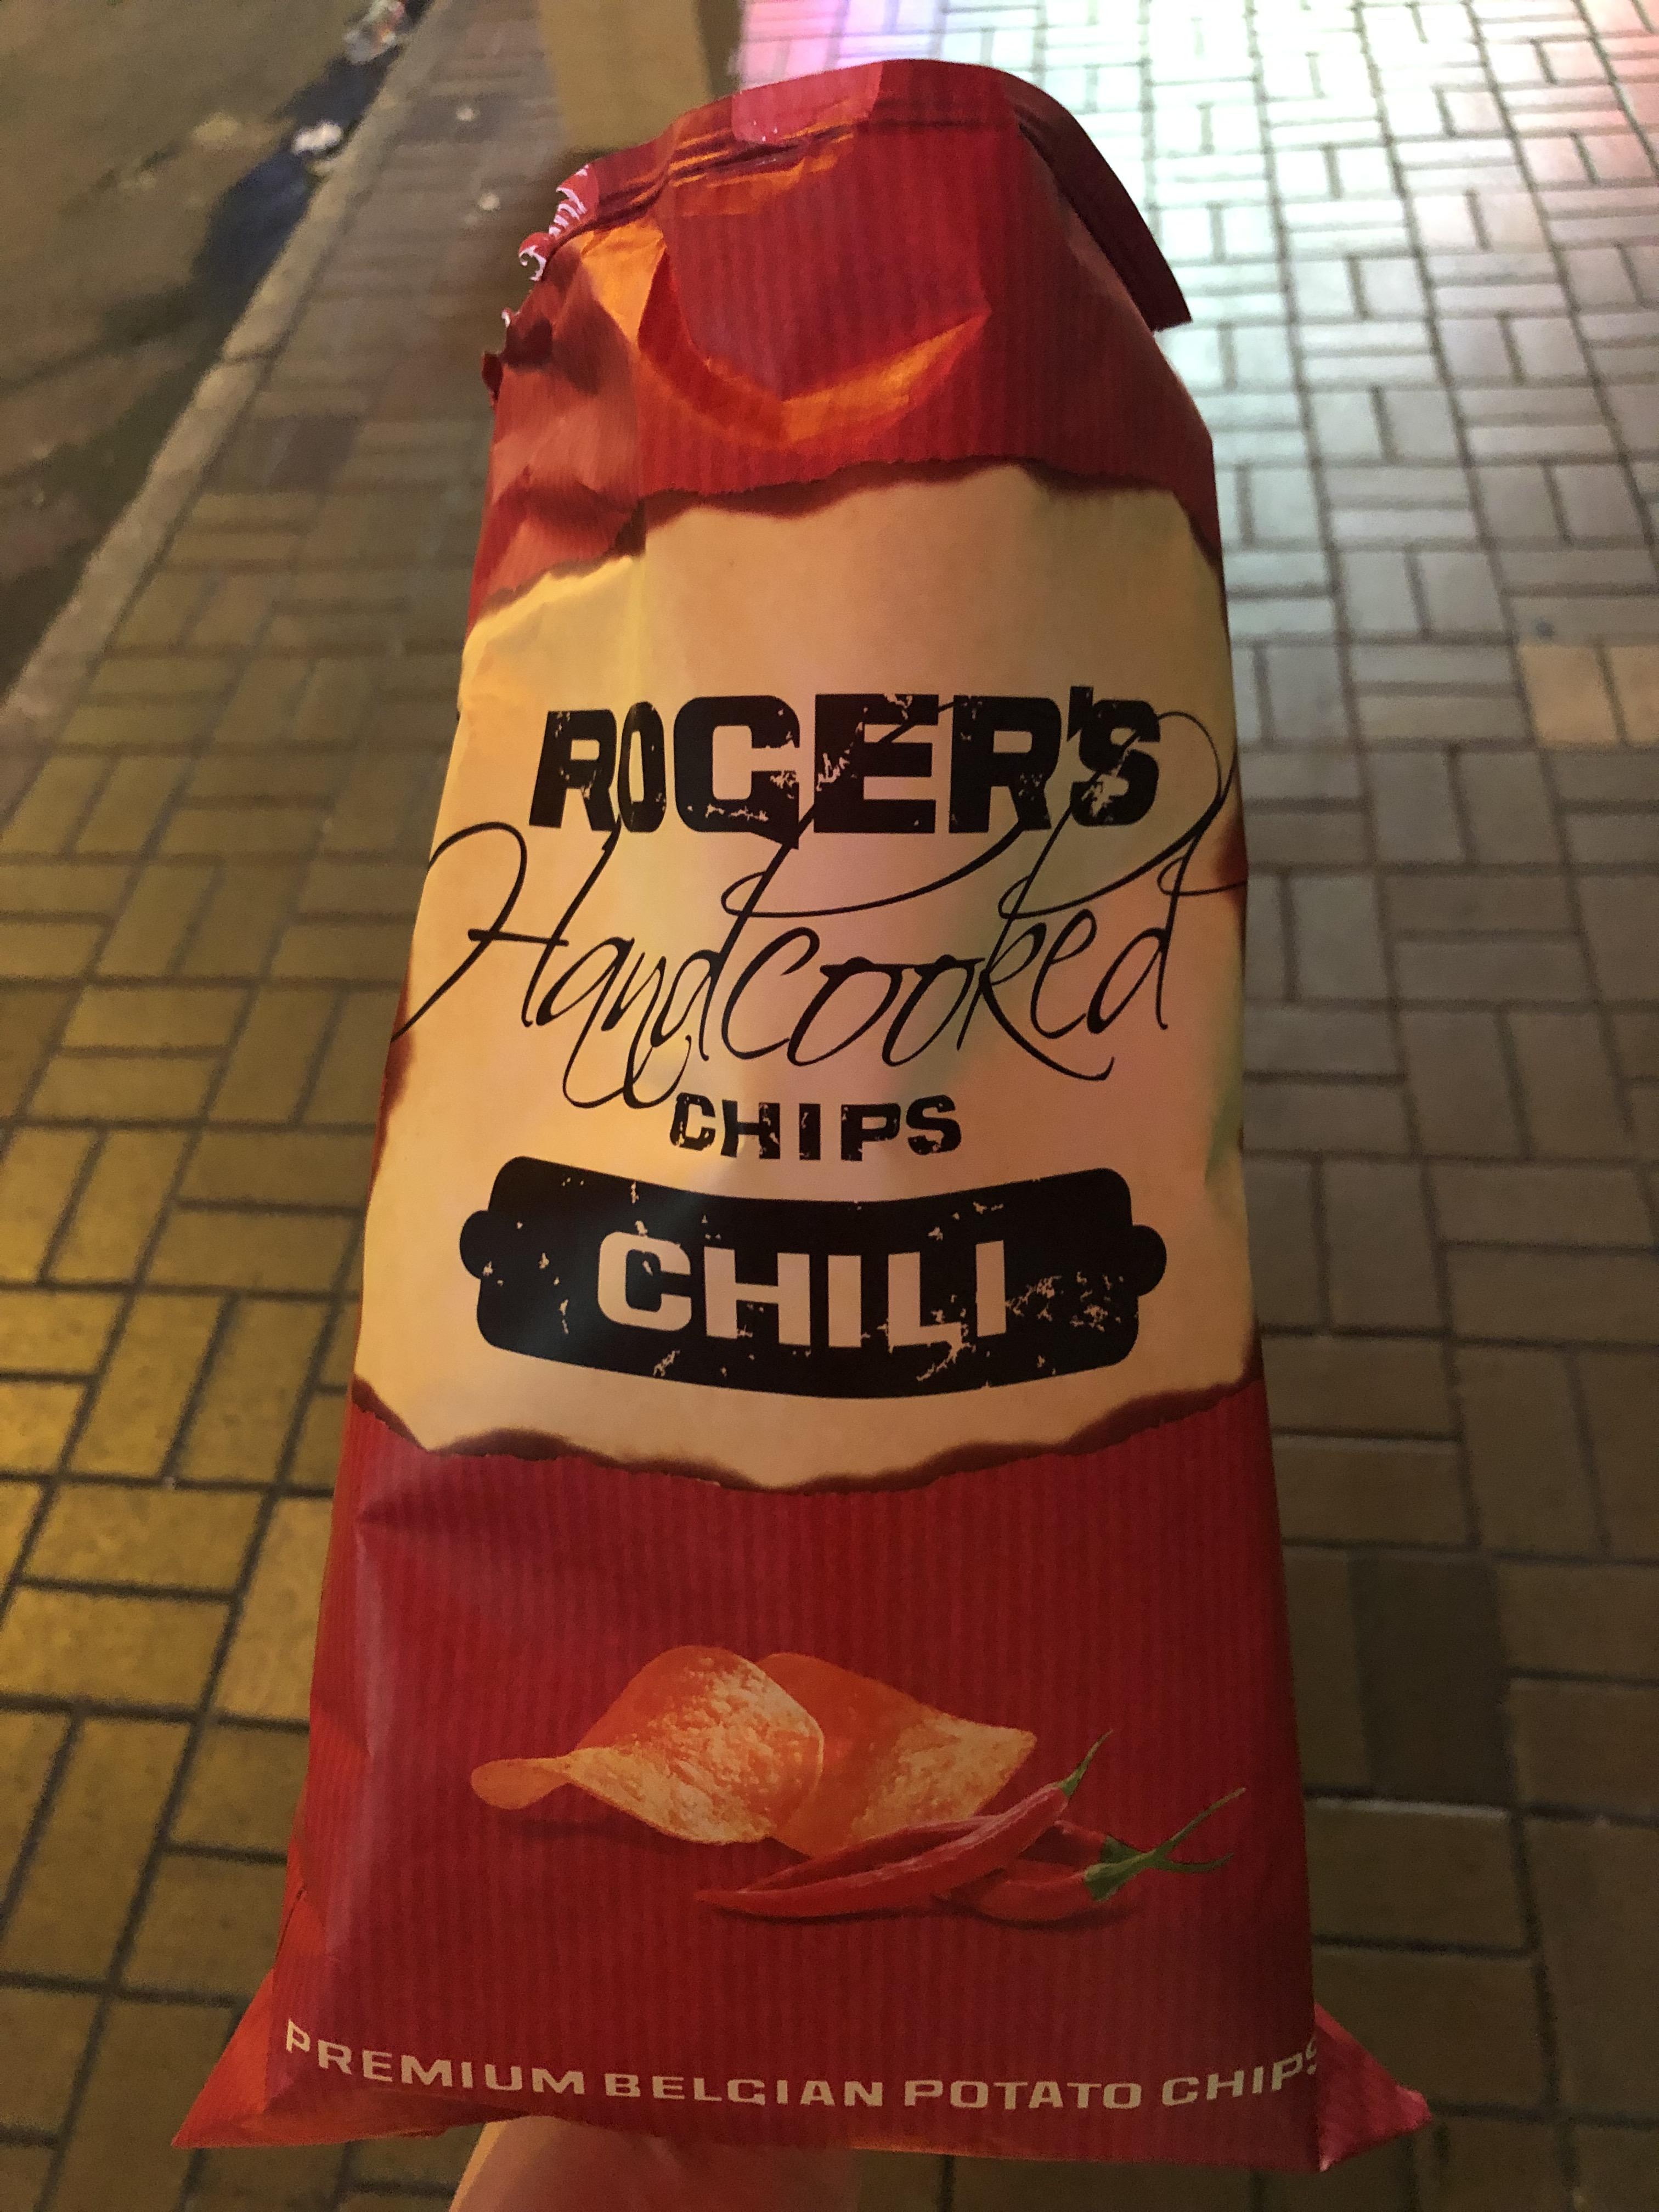 ROGER'S
Handcooked
CHIPS
CHILI
PREMIUM BELGIAN POTATO CHIPS